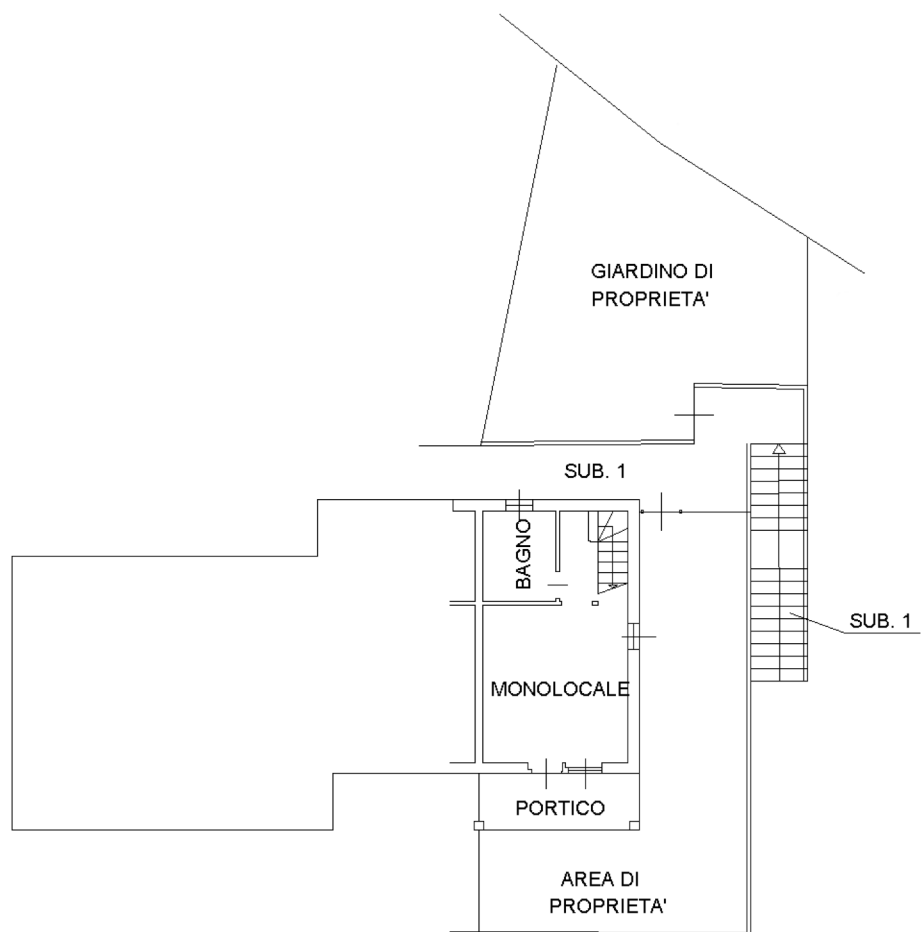 GIARDINO DI
PROPRIETA'
SUB. 1
BAGNO
SUB. 1
MONOLOCALE
PORTICO
AREA DI
PROPRIETA'